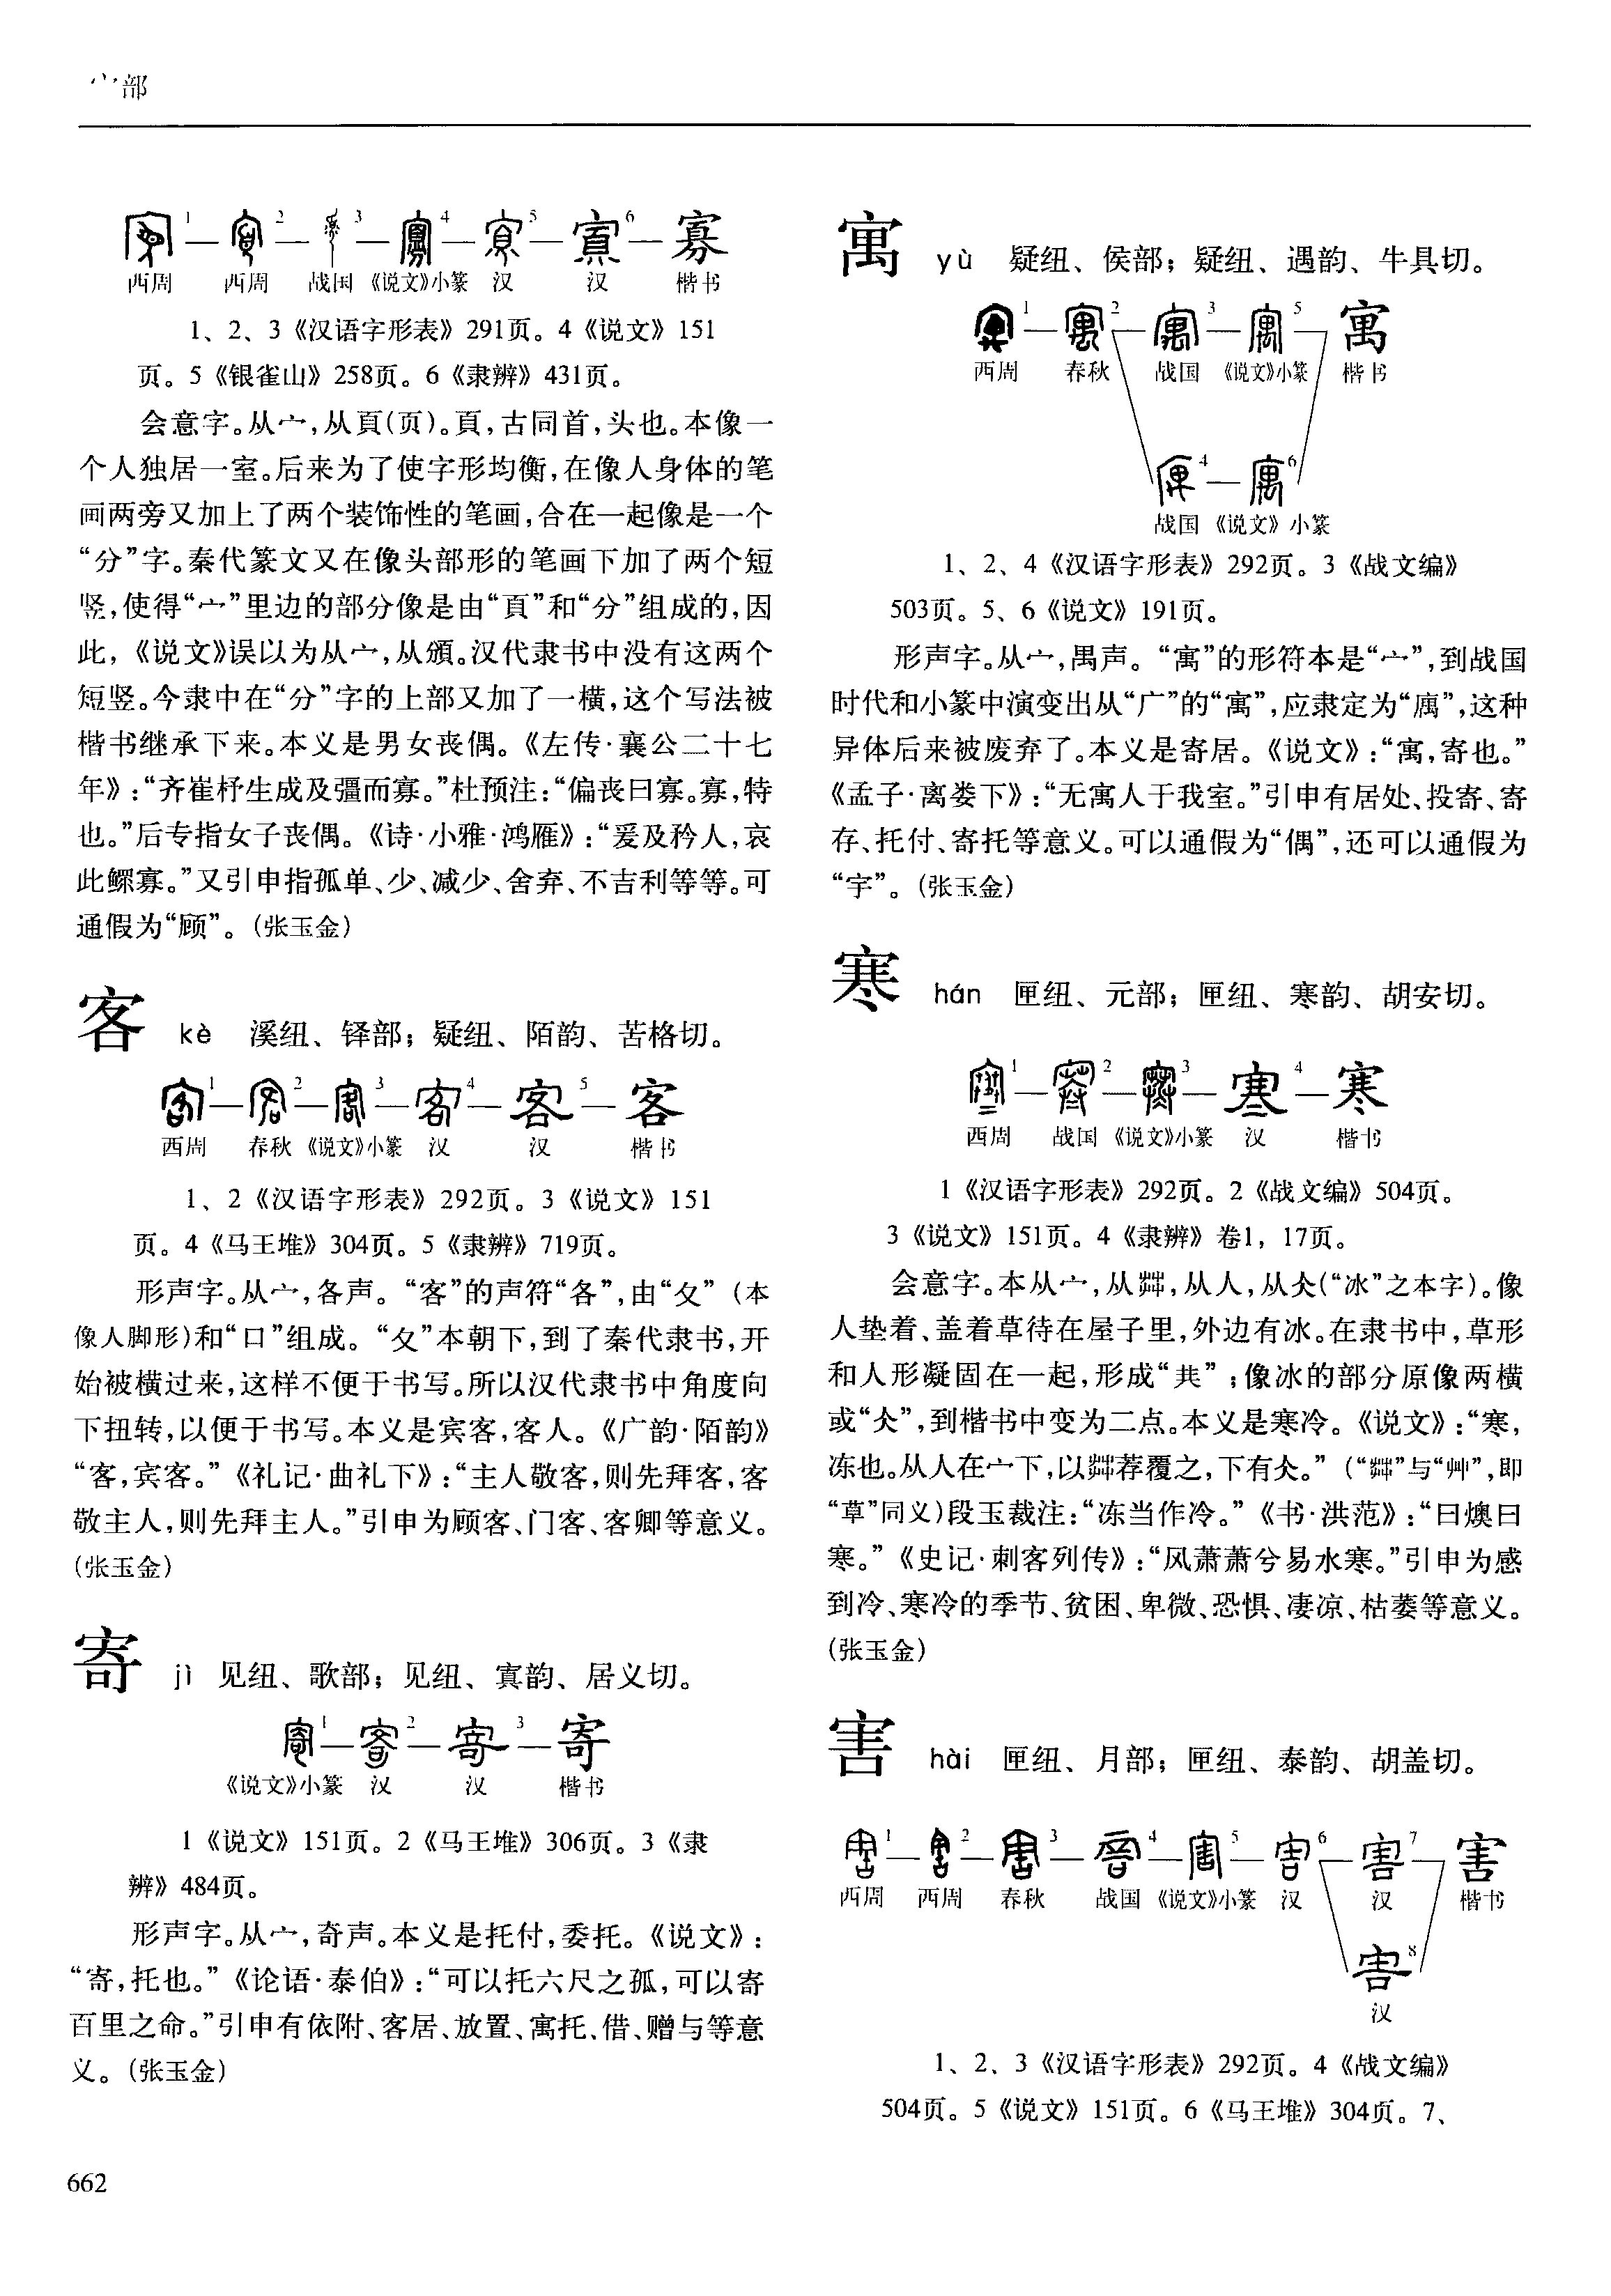 宀部
1 2 3 4 5 6 寡
西周 西周 战国 《说文》小篆 汉 汉 楷书
1、2、3《汉语字形表》291页。4《说文》151
页。5《银雀山》258页。6《隶辨》431页。
会意字。从宀,从頁(页)。頁,古同首,头也。本像一
个人独居一室。后来为了使字形均衡,在像人身体的笔
画两旁又加上了两个装饰性的笔画,合在一起像是一个
“分”字。秦代篆文又在像头部形的笔画下加了两个短
竖,使得“宀”里边的部分像是由“頁”和“分”组成的,因
此,《说文》误以为从宀,从頒。汉代隶书中没有这两个
短竖。今隶中在“分”字的上部又加了一横,这个写法被
楷书继承下来。本义是男女丧偶。《左传·襄公二十七
年》:“齐崔杼生成及彊而寡。”杜预注:“偏丧曰寡。寡,特
也。”后专指女子丧偶。《诗·小雅·鸿雁》:“爰及矜人,哀
此鳏寡。”又引申指孤单、少、减少、舍弃、不吉利等等。可
通假为“顾”。(张玉金)
客 kè 溪纽、铎部;疑纽、陌韵、苦格切。
1 2 3 4 5 客
西周 春秋 《说文》小篆 汉 汉 楷书
1、2《汉语字形表》292页。3《说文》151
页。4《马王堆》304页。5《隶辨》719页。
形声字。从宀,各声。“客”的声符“各”,由“夂”(本
像人脚形)和“口”组成。“夂”本朝下,到了秦代隶书,开
始被横过来,这样不便于书写。所以汉代隶书中角度向
下扭转,以便于书写。本义是宾客,客人。《广韵·陌韵》
“客,宾客。”《礼记·曲礼下》:“主人敬客,则先拜客,客
敬主人,则先拜主人。”引申为顾客、门客、客卿等意义。
(张玉金)
寄 jì 见纽、歌部;见纽、寘韵、居义切。
1 2 3 寄
《说文》小篆 汉 汉 楷书
1《说文》151页。2《马王堆》306页。3《隶
辨》484页。
形声字。从宀,奇声。本义是托付,委托。《说文》:
“寄,托也。”《论语·泰伯》:“可以托六尺之孤,可以寄
百里之命。”引申有依附、客居、放置、寓托、借、赠与等意
义。(张玉金)
662
寓 yù 疑纽、侯部;疑纽、遇韵、牛具切。
1 2 3 5 寓
西周 春秋 战国 《说文》小篆 楷书
4 6
战国 《说文》小篆
1、2、4《汉语字形表》292页。3《战文编》
503页。5、6《说文》191页。
形声字。从宀,禺声。“寓”的形符本是“宀”,到战国
时代和小篆中演变出从“广”的“寓”,应隶定为“庽”,这种
异体后来被废弃了。本义是寄居。《说文》:“寓,寄也。”
《孟子·离娄下》:“无寓人于我室。”引申有居处、投寄、寄
存、托付、寄托等意义。可以通假为“偶”,还可以通假为
“宇”。(张玉金)
寒 hán 匣纽、元部;匣纽、寒韵、胡安切。
1 2 3 4 寒
西周 战国 《说文》小篆 汉 楷书
1《汉语字形表》292页。2《战文编》504页。
3《说文》151页。4《隶辨》卷1,17页。
会意字。本从宀,从茻,从人,从仌(“冰”之本字)。像
人垫着、盖着草待在屋子里,外边有冰。在隶书中,草形
和人形凝固在一起,形成“㠭”;像冰的部分原像两横
或“仌”,到楷书中变为二点。本义是寒冷。《说文》:“寒,
冻也。从人在宀下,以茻荐覆之,下有仌。”(“茻”与“艸”,即
“草”同义)段玉裁注:“冻当作冷。”《书·洪范》:“曰燠曰
寒。”《史记·刺客列传》:“风萧萧兮易水寒。”引申为感
到冷、寒冷的季节、贫困、卑微、恐惧、凄凉、枯萎等意义。
(张玉金)
害 hài 匣纽、月部;匣纽、泰韵、胡盖切。
1 2 3 4 5 6 7 害
西周 西周 春秋 战国 《说文》小篆 汉 汉 楷书
8
汉
1、2、3《汉语字形表》292页。4《战文编》
504页。5《说文》151页。6《马王堆》304页。7、